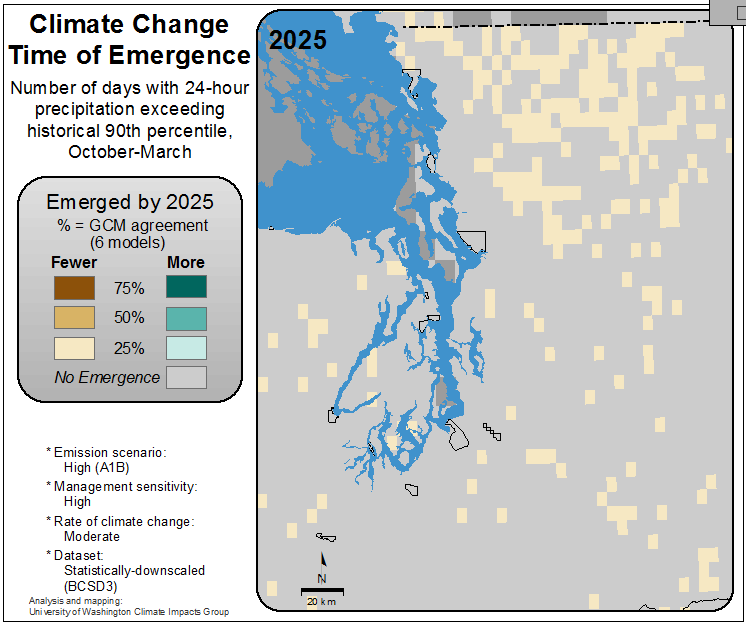 Climate Change
Time of Emergence
Number of days with 24-hour
precipitation exceeding
historical 90th percentile,
October-March
Emerged by 2025
% = GCM agreement
(6 models)
Fewer More
75%
50%
25%
No Emergence
* Emission scenario:
High (A1B)
* Management sensitivity:
High
* Rate of climate change:
Moderate
* Dataset:
Statistically-downscaled
(BCSD3)
Analysis and mapping:
University of Washington Climate Impacts Group
2025
N
20 km